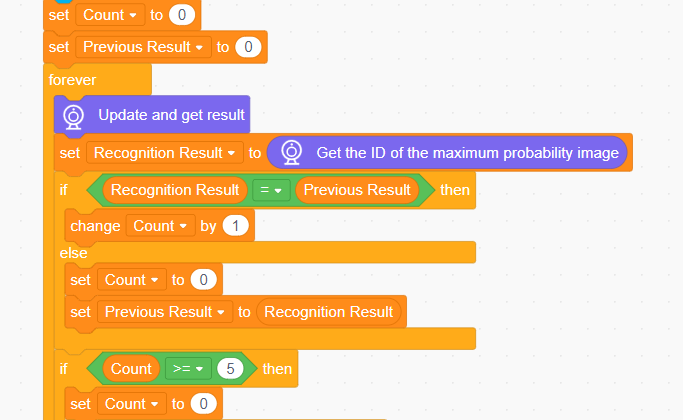 set Count to 0
set Previous Result to 0
forever
Update and get result
set Recognition Result to Get the ID of the maximum probability image
if Recognition Result = Previous Result then
change Count by 1
else
set Count to 0
set Previous Result to Recognition Result
if Count >= 5 then
set Count to 0